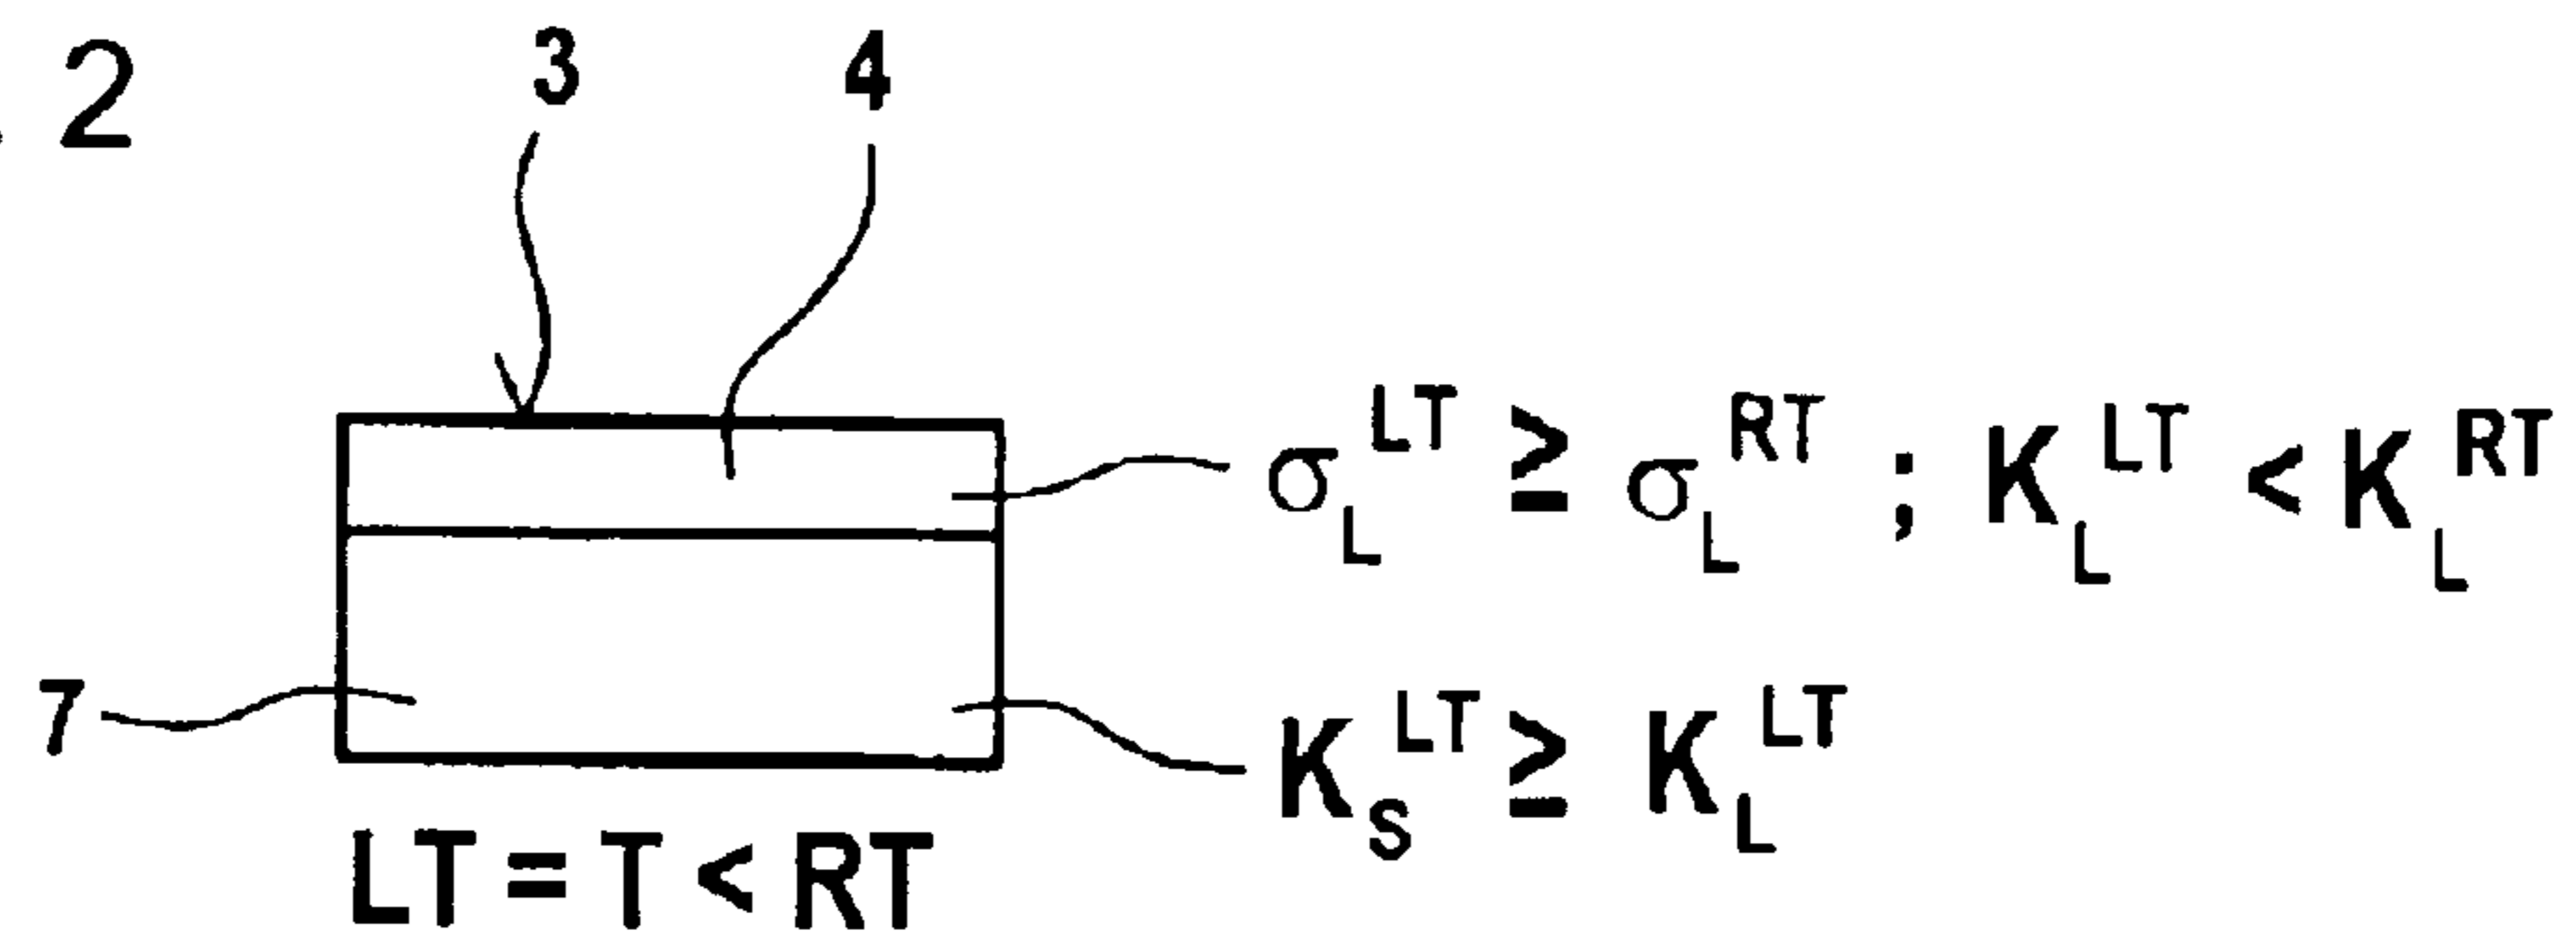 2
3 4
σ_L^LT ≥ σ_L^RT ; K_L^LT < K_L^RT
7
K_S^LT ≥ K_L^LT
LT = T < RT